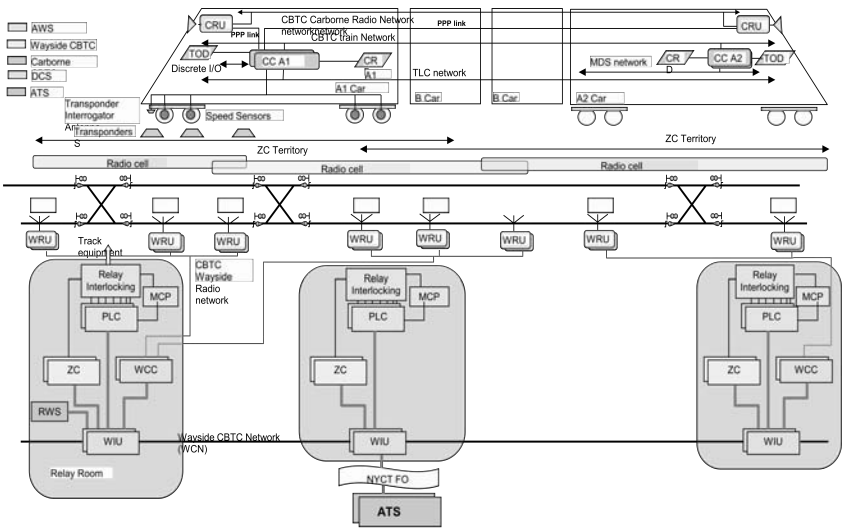 AWS
Wayside CBTC
Carborne
DCS
ATS
CRU
CBTC Carborne Radio Network
network
PPP link
PPP link
CRU
CBTC train Network
TOD
CC A1
CR
A1
Discrete I/O
TLC network
MDS network
CR
D
CC A2
TOD
A1 Car
B Car
B Car
A2 Car
Transponder
Interrogator
Speed Sensors
Transponders
S
ZC Territory
ZC Territory
Radio cell
Radio cell
Radio cell
WRU
WRU
WRU
WRU
WRU
WRU
WRU
WRU
Track
equipment
CBTC
Wayside
Radio
network
Relay
Interlocking
MCP
PLC
ZC
WCC
RWS
WIU
Relay Room
Wayside CBTC Network
(WCN)
Relay
Interlocking
MCP
PLC
ZC
WIU
Relay
Interlocking
MCP
PLC
ZC
WCC
WIU
NYCT FO
ATS